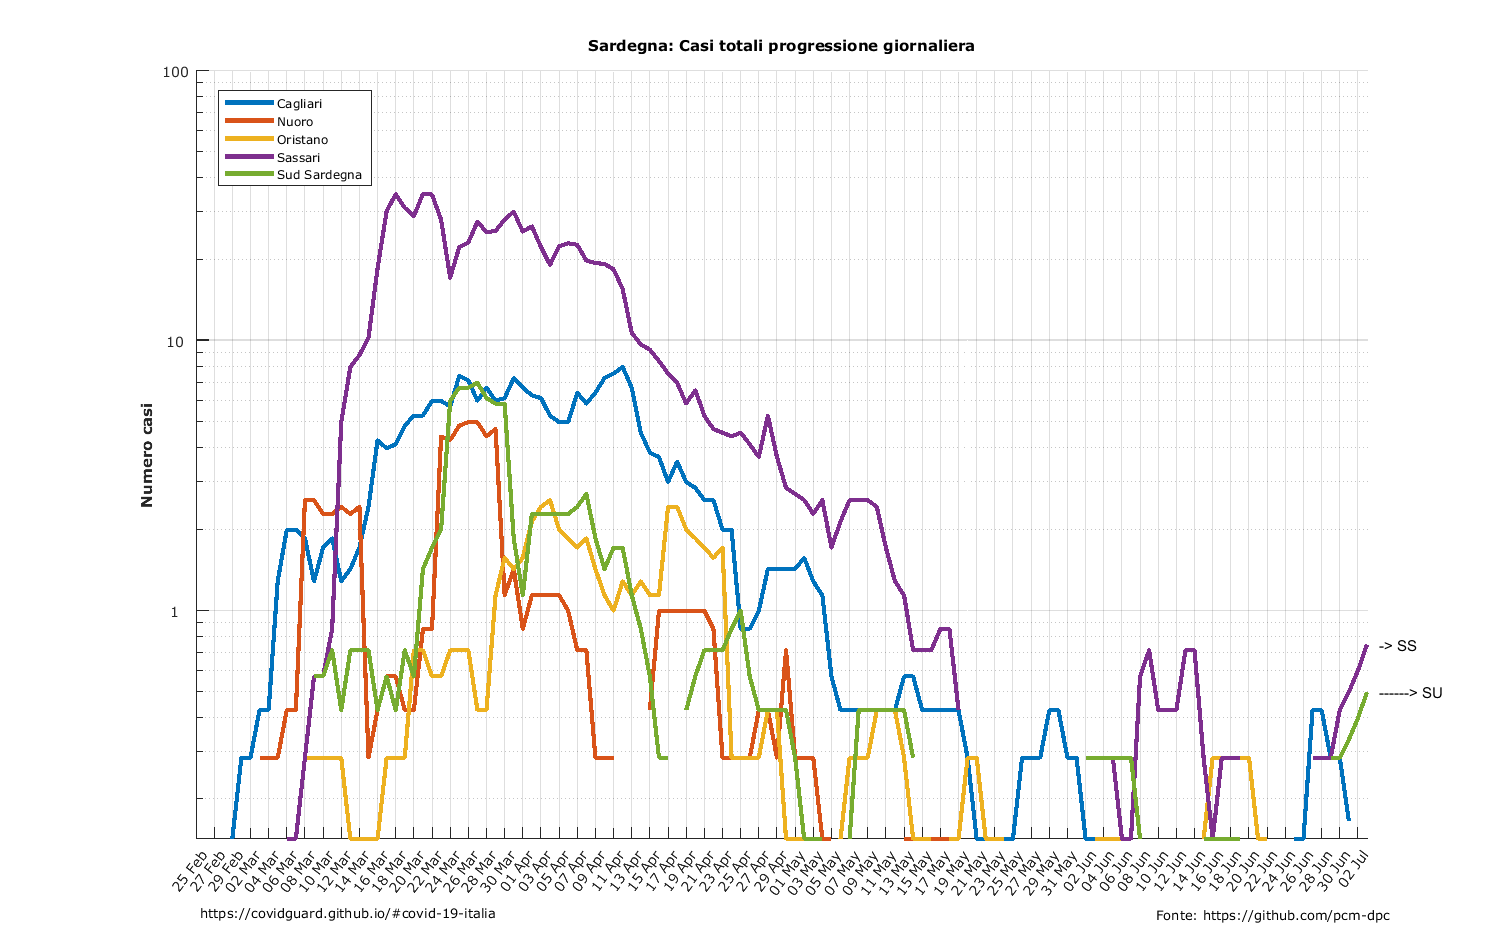 Sardegna: Casi totali progressione giornaliera
100
10
1
Numero casi
Cagliari
Nuoro
Oristano
Sassari
Sud Sardegna
-> SS
------> SU
25 Feb
27 Feb
29 Feb
02 Mar
04 Mar
06 Mar
08 Mar
10 Mar
12 Mar
14 Mar
16 Mar
18 Mar
20 Mar
22 Mar
24 Mar
26 Mar
28 Mar
30 Mar
01 Apr
03 Apr
05 Apr
07 Apr
09 Apr
11 Apr
13 Apr
15 Apr
17 Apr
19 Apr
21 Apr
23 Apr
25 Apr
27 Apr
29 Apr
01 May
03 May
05 May
07 May
09 May
11 May
13 May
15 May
17 May
19 May
21 May
23 May
25 May
27 May
29 May
31 May
02 Jun
04 Jun
06 Jun
08 Jun
10 Jun
12 Jun
14 Jun
16 Jun
18 Jun
20 Jun
22 Jun
24 Jun
26 Jun
28 Jun
30 Jun
02 Jul
https://covidguard.github.io/#covid-19-italia
Fonte: https://github.com/pcm-dpc